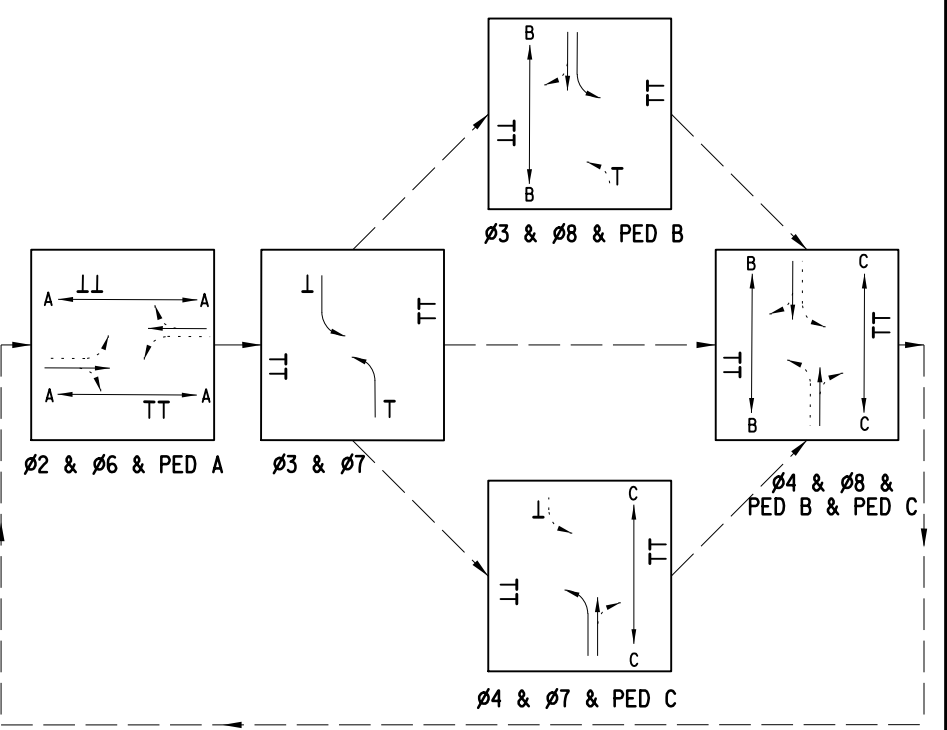 B
B
Ø3 & Ø8 & PED B
A A
A A
Ø2 & Ø6 & PED A
Ø3 & Ø7
B C
B C
Ø4 & Ø8 &
PED B & PED C
C
C
Ø4 & Ø7 & PED C